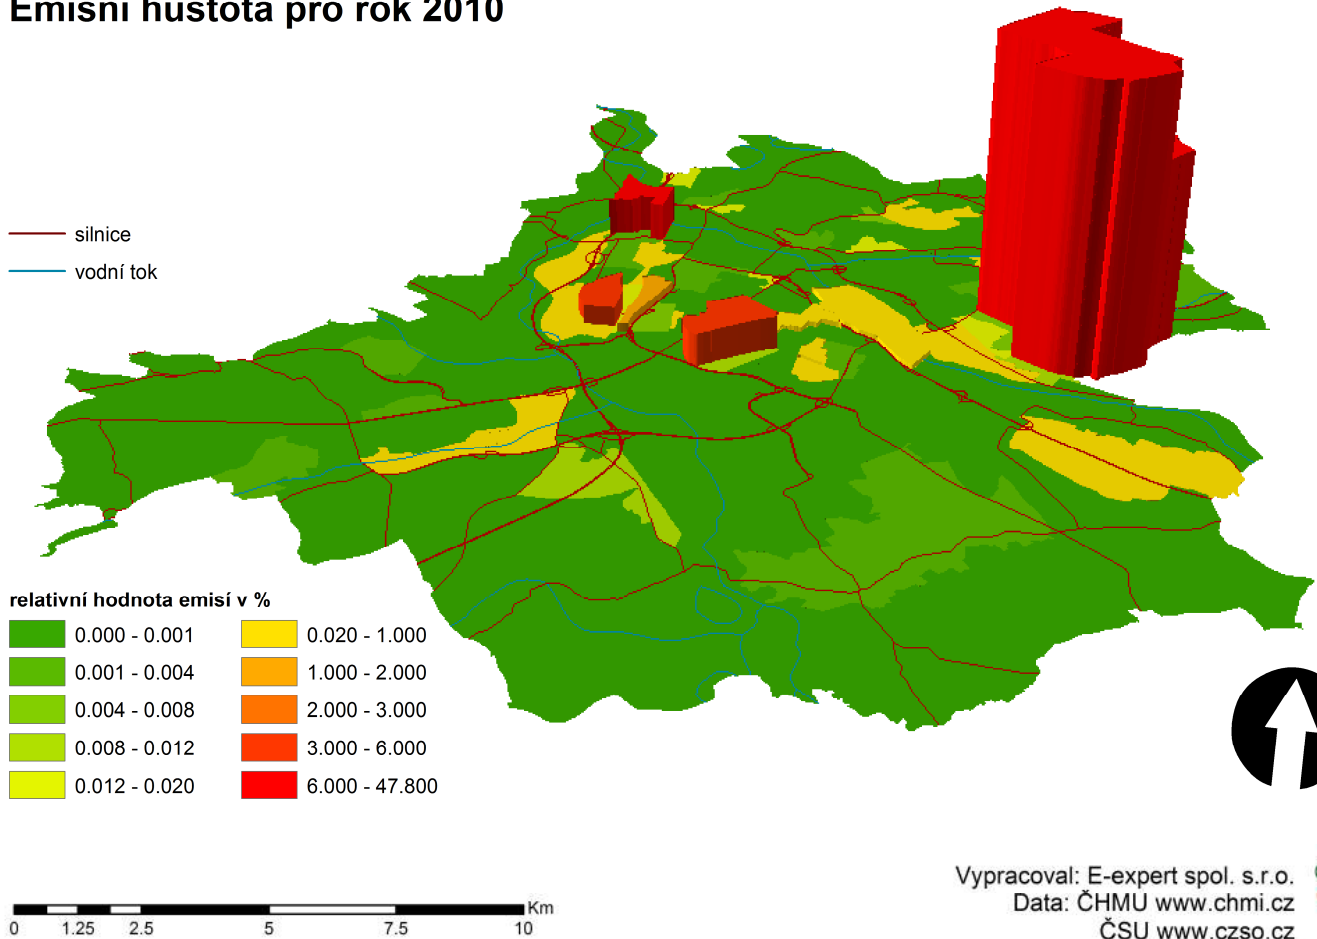 Emisní hustota pro rok 2010
silnice
vodní tok
relativní hodnota emisí v %
0.000 - 0.001
0.001 - 0.004
0.004 - 0.008
0.008 - 0.012
0.012 - 0.020
0.020 - 1.000
1.000 - 2.000
2.000 - 3.000
3.000 - 6.000
6.000 - 47.800
Km
0 1.25 2.5 5 7.5 10
Vypracoval: E-expert spol. s.r.o.
Data: ČHMU www.chmi.cz
ČSU www.czso.cz